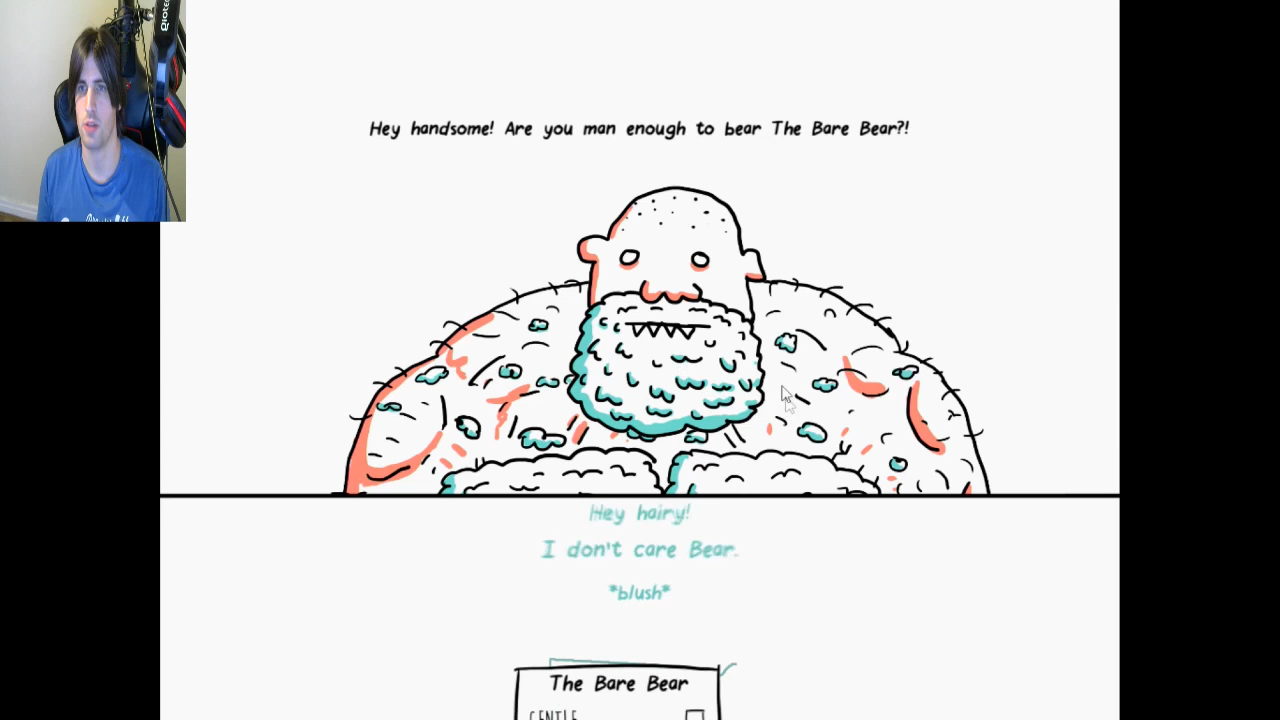 Hey handsome! Are you man enough to bear The Bare Bear?!
Hey hairy!
I don't care Bear.
*blush*
The Bare Bear
GENTLE